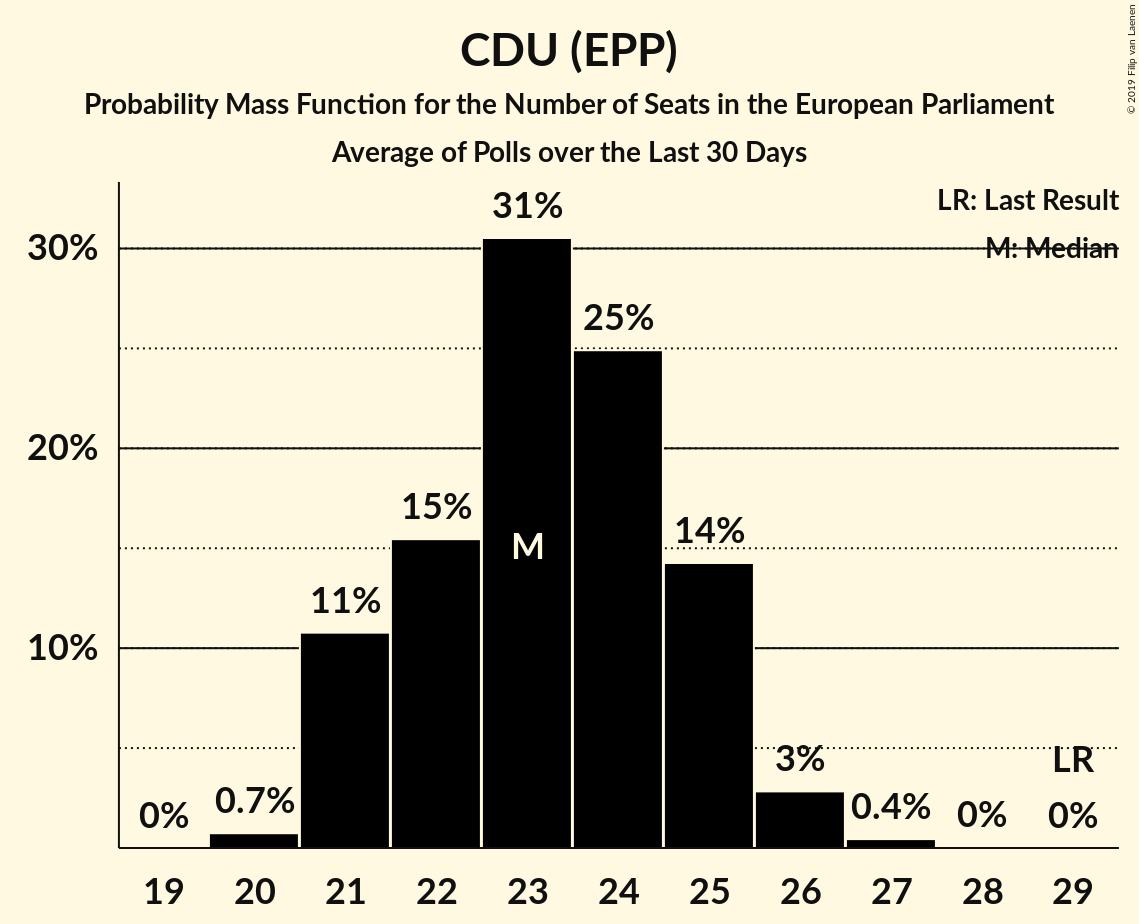 CDU (EPP)
Probability Mass Function for the Number of Seats in the European Parliament
Average of Polls over the Last 30 Days
© 2019 Filip van Laenen
LR: Last Result
M: Median
30%
20%
10%
0%
0.7%
11%
15%
31%
25%
14%
3%
0.4%
0%
0%
M
LR
19 20 21 22 23 24 25 26 27 28 29